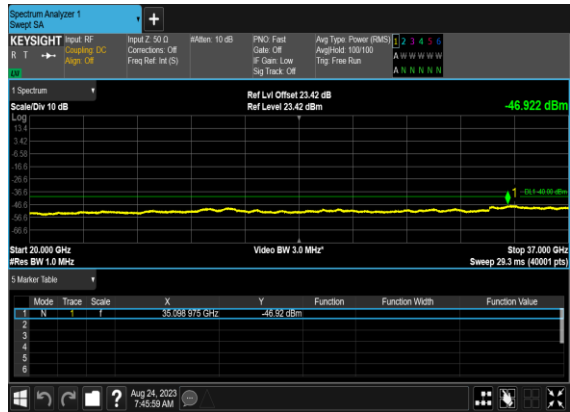 Spectrum Analyzer 1
Swept SA
+
KEYSIGHT Input: RF Input Z: 50 Ω #Atten: 10 dB PNO: Fast Avg Type: Power (RMS) 1 2 3 4 5 6
R T Coupling: DC Corrections: Off Gate: Off Avg|Hold: 100/100 A W W W W W
Align: Off Freq Ref: Int (S) IF Gain: Low Trig: Free Run
Sig Track: Off A N N N N N
1 Spectrum
Scale/Div 10 dB Ref Lvl Offset 23.42 dB
Ref Level 23.42 dBm -46.922 dBm
Log
13.4
3.42
-6.58
-16.6
-26.6
-36.6
1 DL1 -40.00 dBm
-46.6
-56.6
-66.6
Start 20.000 GHz Video BW 3.0 MHz* Stop 37.000 GHz
#Res BW 1.0 MHz Sweep 29.3 ms (40001 pts)
5 Marker Table
Mode Trace Scale X Y Function Function Width Function Value
1 N 1 f 35.098 975 GHz -46.92 dBm
2
3
4
5
6
? Aug 24, 2023
7:45:59 AM